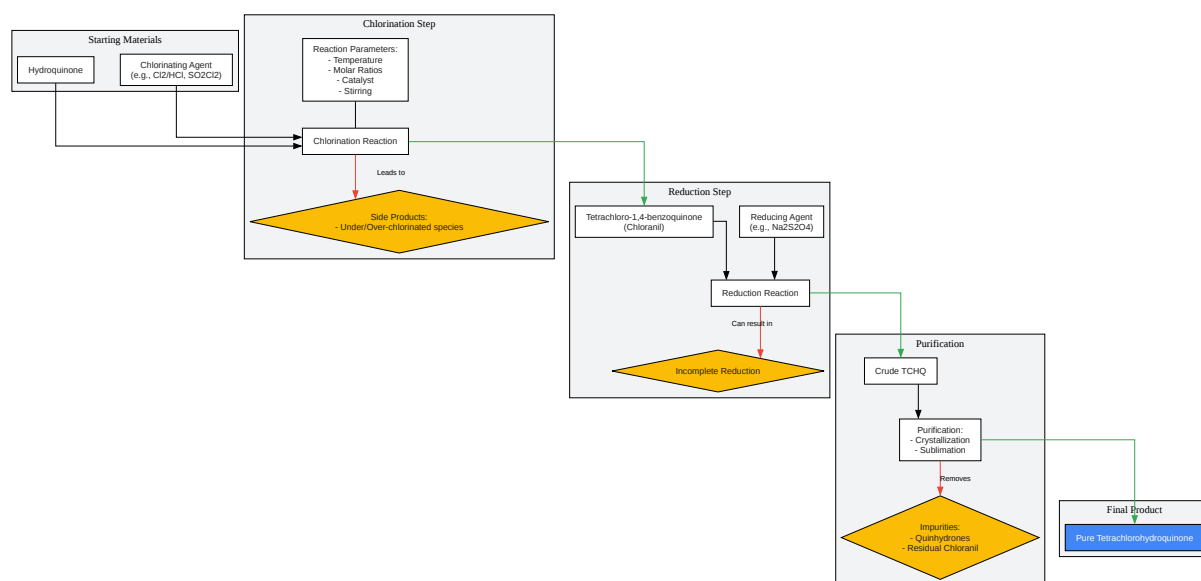 Starting Materials
Hydroquinone
Chlorinating Agent
(e.g., Cl2/HCl, SO2Cl2)
Chlorination Step
Reaction Parameters:
- Temperature
- Molar Ratios
- Catalyst
- Stirring
Chlorination Reaction
Leads to
Side Products:
- Under/Over-chlorinated species
Reduction Step
Tetrachloro-1,4-benzoquinone
(Chloranil)
Reducing Agent
(e.g., Na2S2O4)
Reduction Reaction
Can result in
Incomplete Reduction
Purification
Crude TCHQ
Purification:
- Crystallization
- Sublimation
Removes
Impurities:
- Quinhydrones
- Residual Chloranil
Final Product
Pure Tetrachlorohydroquinone